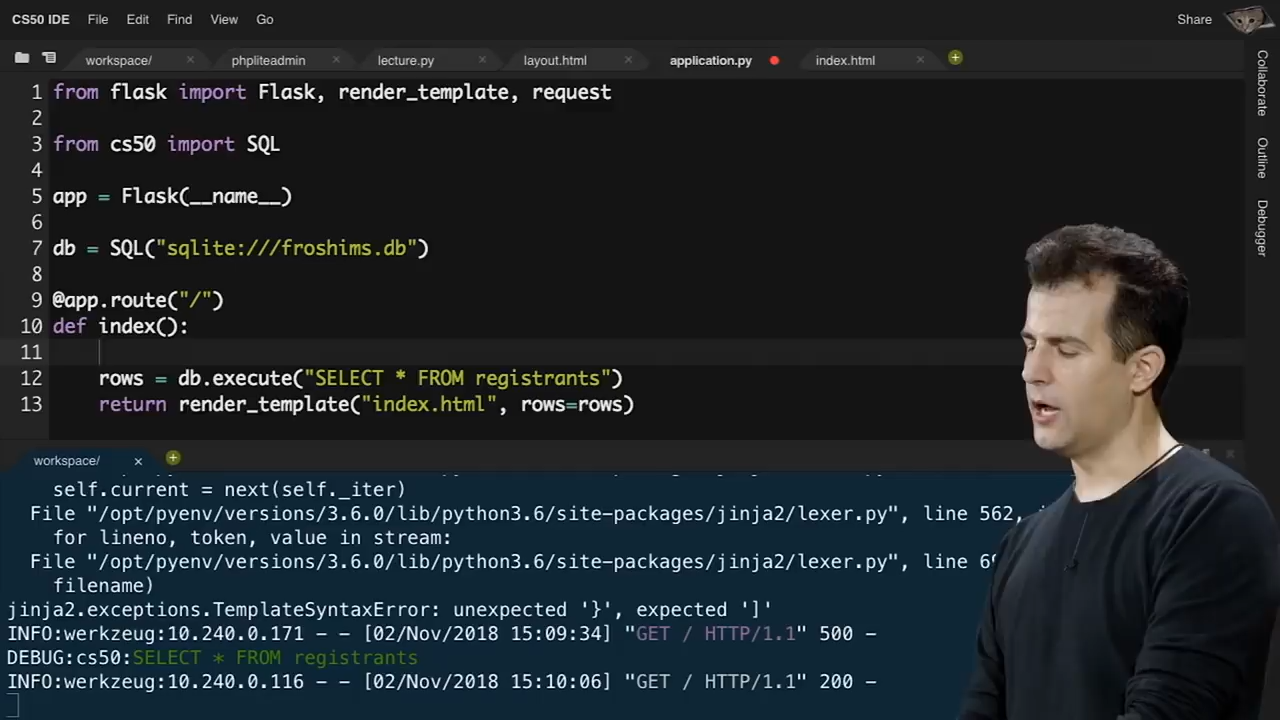 CS50 IDE File Edit Find View Go Share
workspace/ phpliteadmin lecture.py layout.html application.py index.html
Collaborate
Outline
Debugger
1 from flask import Flask, render_template, request
2
3 from cs50 import SQL
4
5 app = Flask(__name__)
6
7 db = SQL("sqlite:///froshims.db")
8
9 @app.route("/")
10 def index():
11
12 rows = db.execute("SELECT * FROM registrants")
13 return render_template("index.html", rows=rows)
workspace/
self.current = next(self._iter)
File "/opt/pyenv/versions/3.6.0/lib/python3.6/site-packages/jinja2/lexer.py", line 562,
for lineno, token, value in stream:
File "/opt/pyenv/versions/3.6.0/lib/python3.6/site-packages/jinja2/lexer.py", line
filename)
jinja2.exceptions.TemplateSyntaxError: unexpected '}', expected ']'
INFO:werkzeug:10.240.0.171 - - [02/Nov/2018 15:09:34] "GET / HTTP/1.1" 500 -
DEBUG:cs50:SELECT * FROM registrants
INFO:werkzeug:10.240.0.116 - - [02/Nov/2018 15:10:06] "GET / HTTP/1.1" 200 -